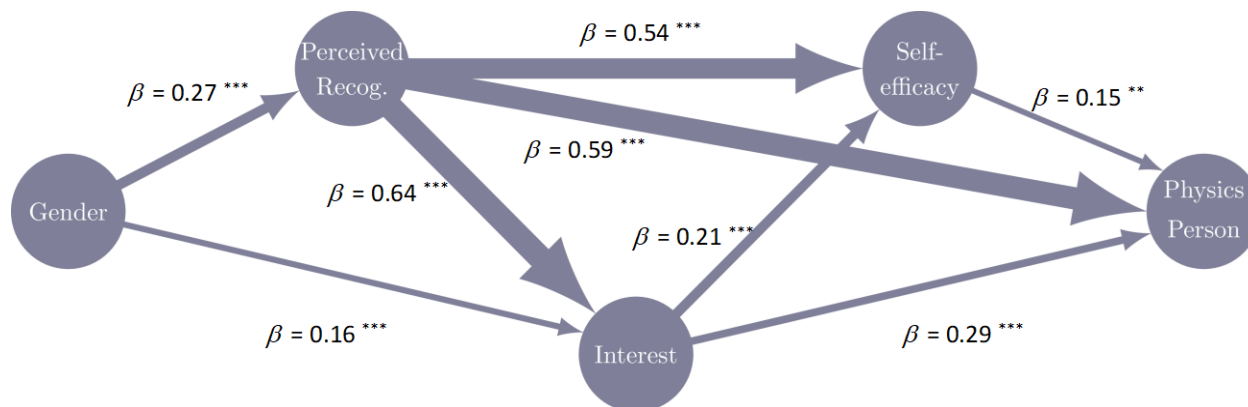 β = 0.54 ***
Perceived
Recog.
Self-
efficacy
β = 0.27 ***
β = 0.15 **
β = 0.59 ***
β = 0.64 ***
Gender
Physics
Person
β = 0.21 ***
β = 0.16 ***
Interest
β = 0.29 ***